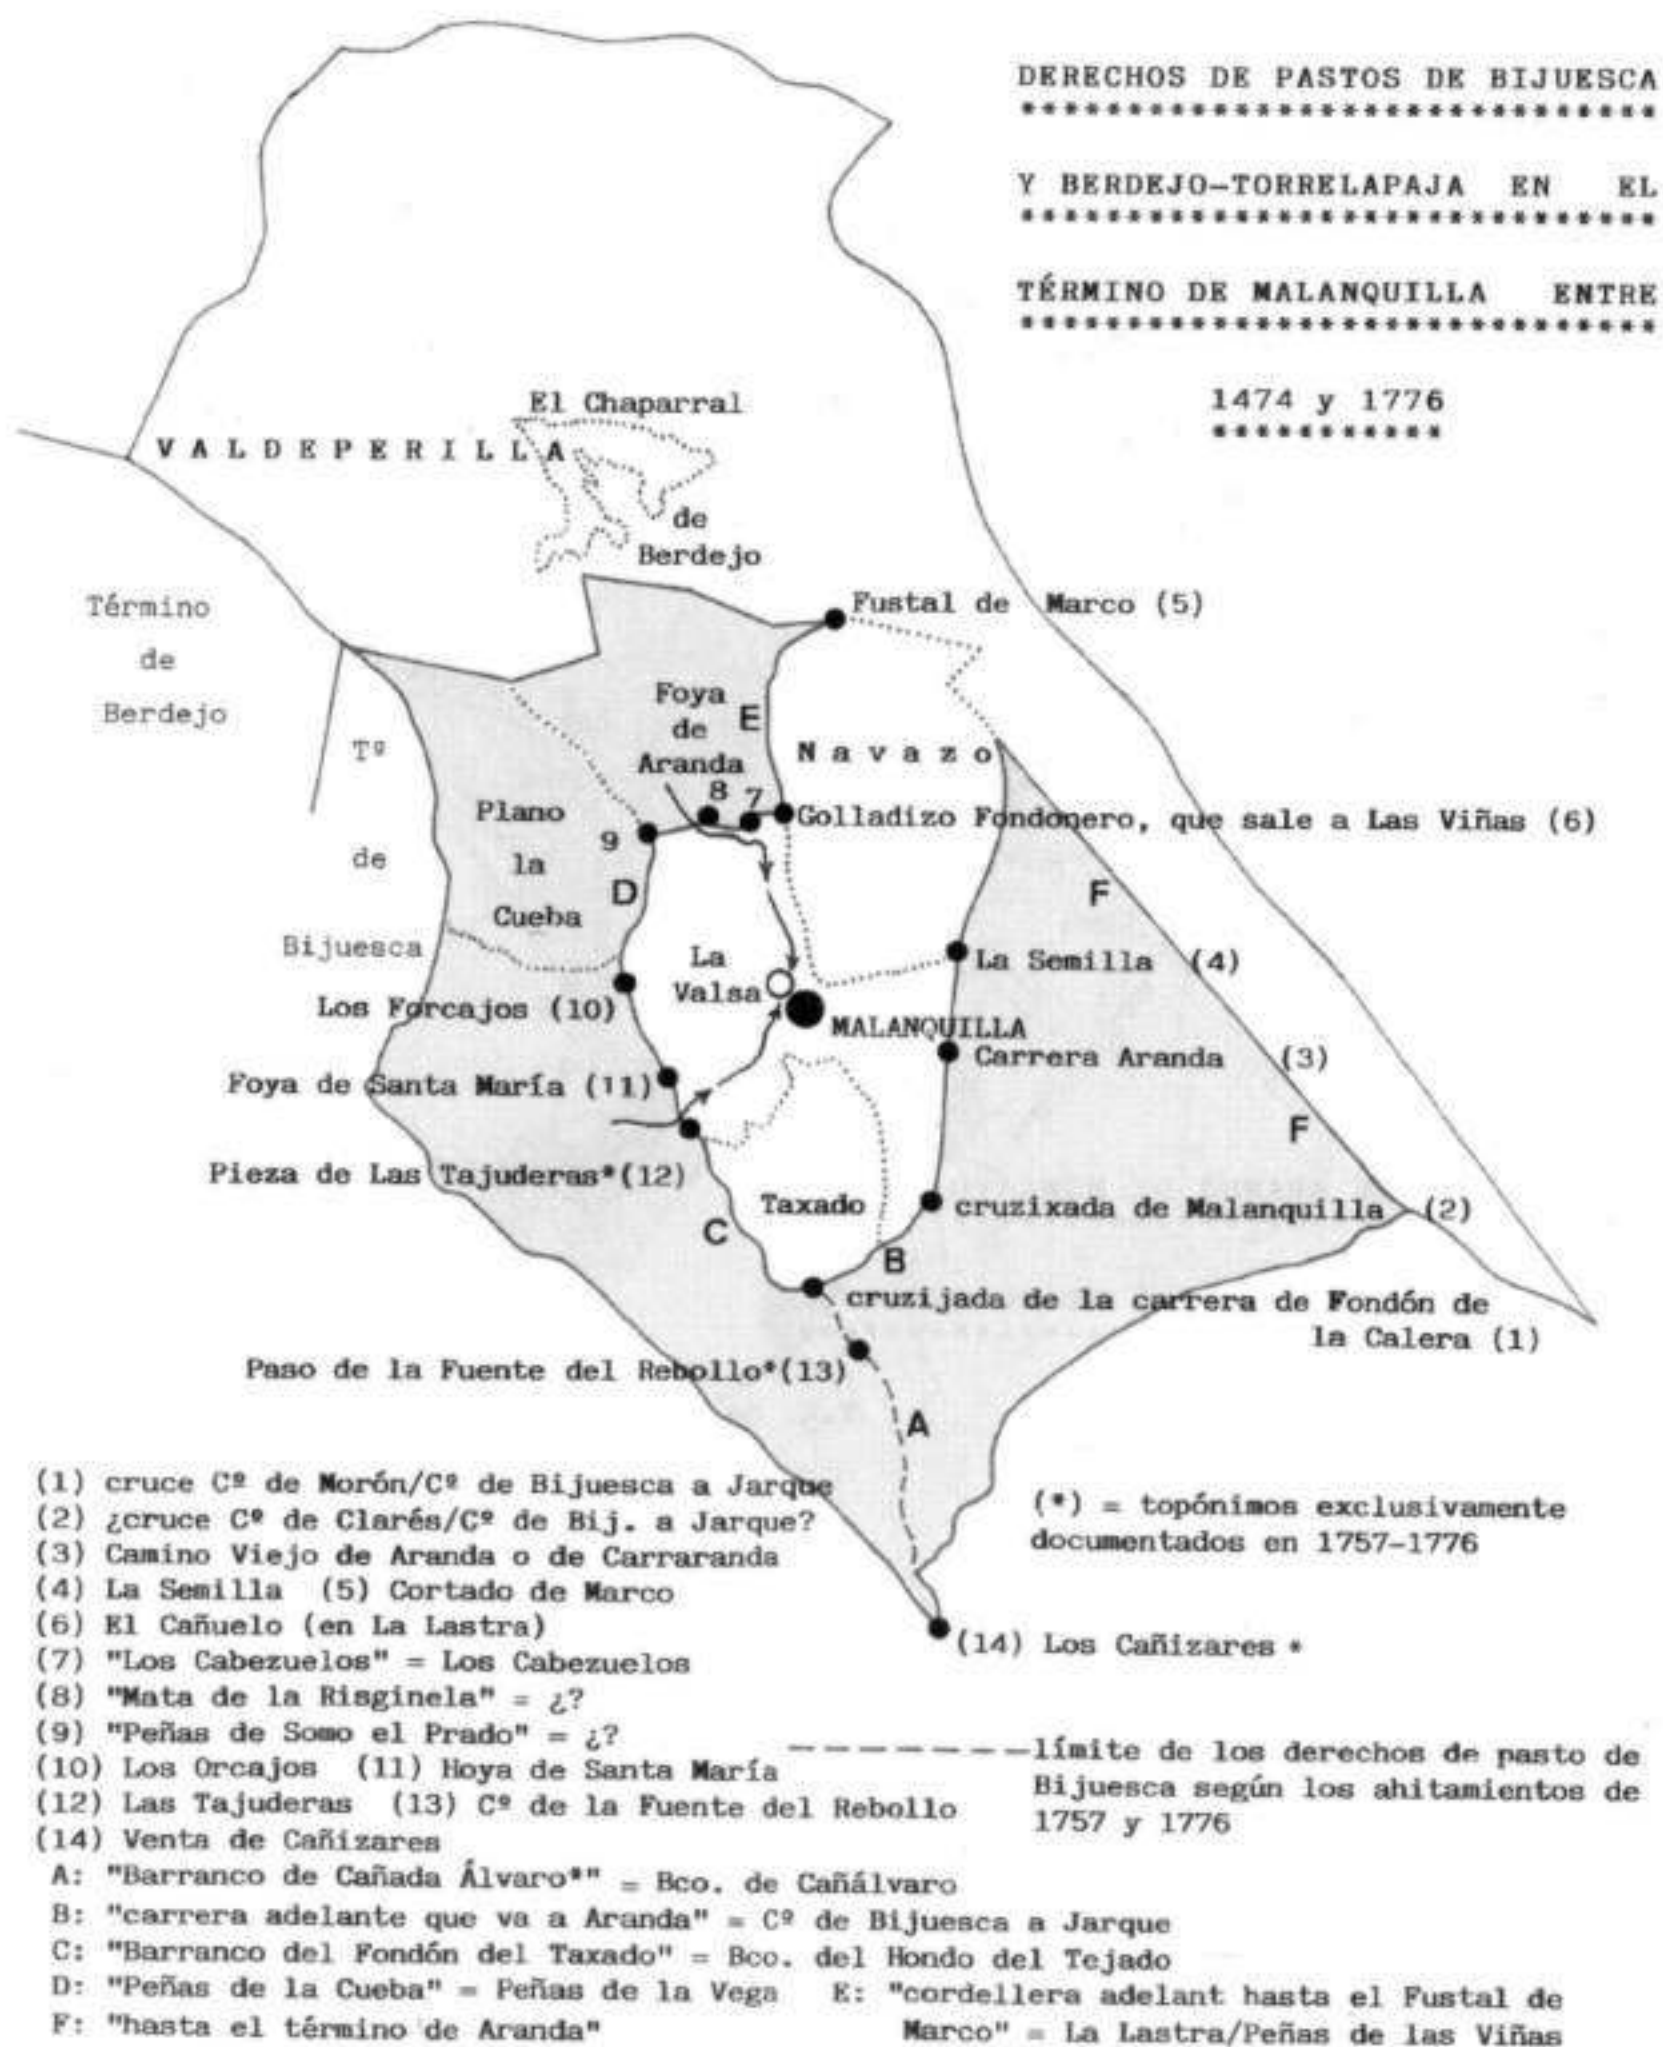 DERECHOS DE PASTOS DE BIJUESCA
******************************
Y BERDEJO-TORRELAPAJA EN EL
******************************
TÉRMINO DE MALANQUILLA ENTRE
******************************
1474 y 1776
***********
El Chaparral
VALDEPERILLA
de
Berdejo
Término
de
Berdejo
Fustal de Marco (5)
Foya
de
Aranda
E
Tº
de
Bijuesca
Navazo
8
7
9
Plano
la
Cueba
Golladizo Fondonero, que sale a Las Viñas (6)
D
F
La
Valsa
La Semilla (4)
Los Forcajos (10)
MALANQUILLA
Carrera Aranda (3)
Foya de Santa María (11)
F
Pieza de Las Tajuderas*(12)
Taxado
cruzixada de Malanquilla (2)
C
B
cruzijada de la carrera de Fondón de
la Calera (1)
Paso de la Fuente del Rebollo*(13)
A
(1) cruce Cº de Morón/Cº de Bijuesca a Jarque
(2) ¿cruce Cº de Clarés/Cº de Bij. a Jarque?
(3) Camino Viejo de Aranda o de Carraranda
(4) La Semilla (5) Cortado de Marco
(6) El Cañuelo (en La Lastra)
(7) "Los Cabezuelos" = Los Cabezuelos
(8) "Mata de la Risginela" = ¿?
(9) "Peñas de Somo el Prado" = ¿?
(10) Los Orcajos (11) Hoya de Santa María
(12) Las Tajuderas (13) Cº de la Fuente del Rebollo
(14) Venta de Cañizares
(*) = topónimos exclusivamente
documentados en 1757-1776
(14) Los Cañizares *
límite de los derechos de pasto de
Bijuesca según los ahitamientos de
1757 y 1776
A: "Barranco de Cañada Álvaro*" = Bco. de Cañálvaro
B: "carrera adelante que va a Aranda" = Cº de Bijuesca a Jarque
C: "Barranco del Fondón del Taxado" = Bco. del Hondo del Tejado
D: "Peñas de la Cueba" = Peñas de la Vega E: "cordellera adelant hasta el Fustal de
F: "hasta el término de Aranda" Marco" = La Lastra/Peñas de las Viñas